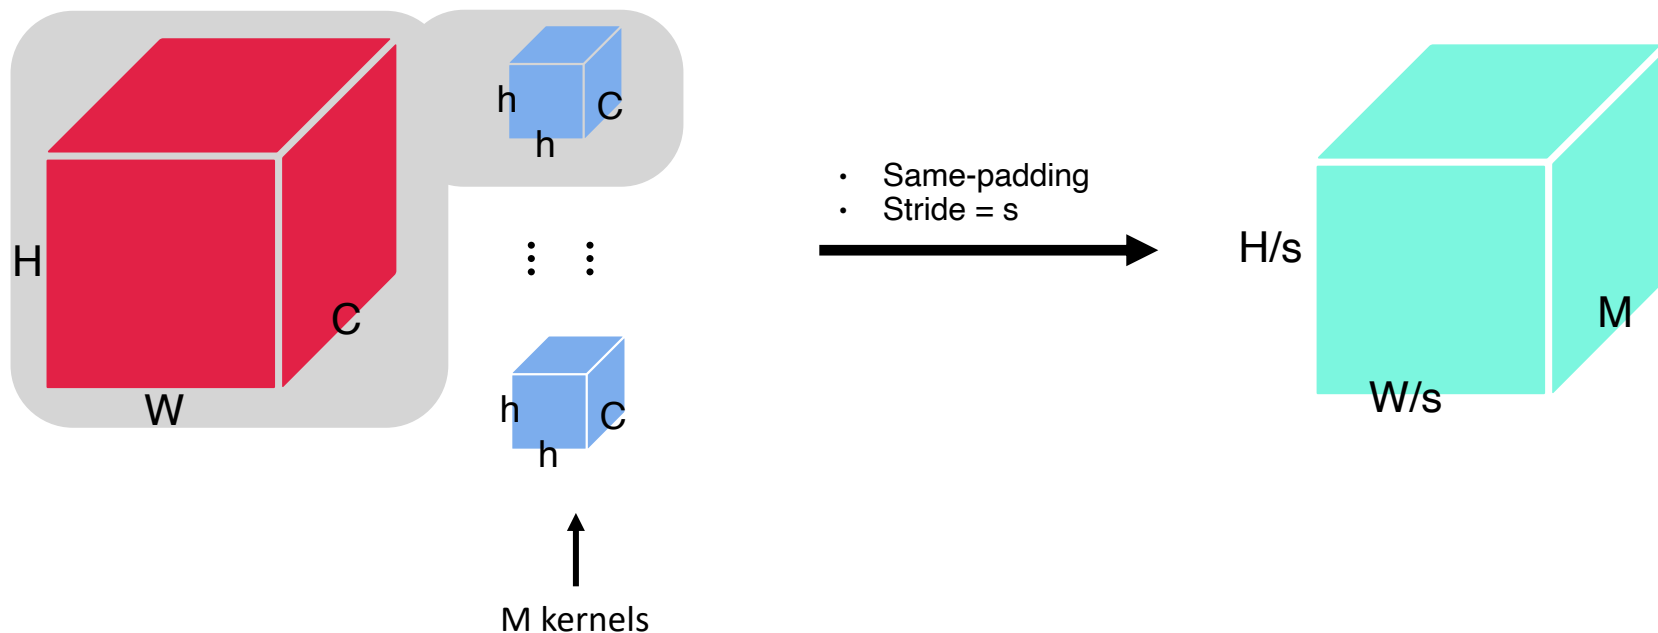 H
W
C
h
h
C
h
h
C
M kernels
· Same-padding
· Stride = s
H/s
W/s
M